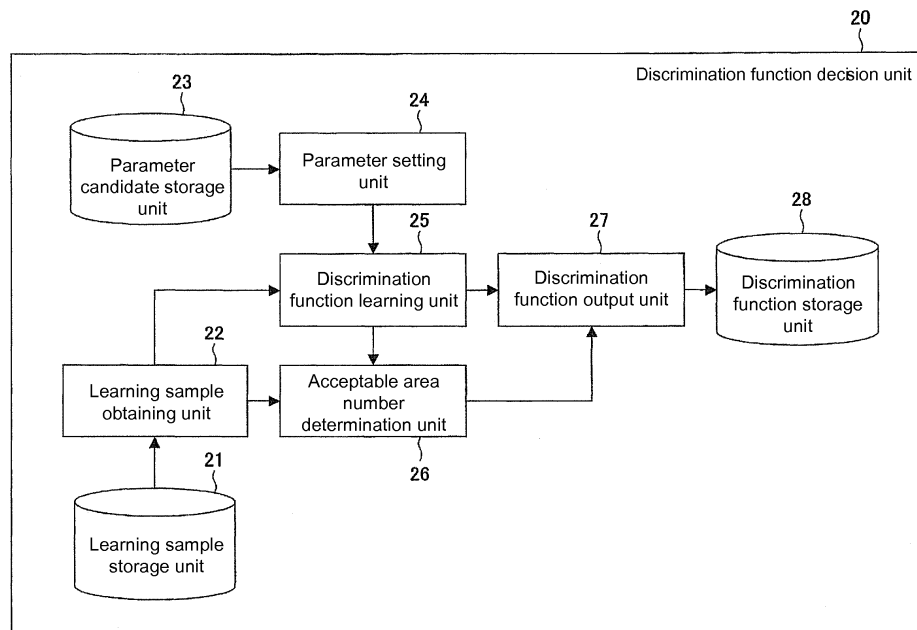 20
Discrimination function decision unit
23
Parameter
candidate storage
unit
24
Parameter setting
unit
25
Discrimination
function learning unit
27
Discrimination
function output unit
28
Discrimination
function storage
unit
22
Learning sample
obtaining unit
Acceptable area
number
determination unit
26
21
Learning sample
storage unit